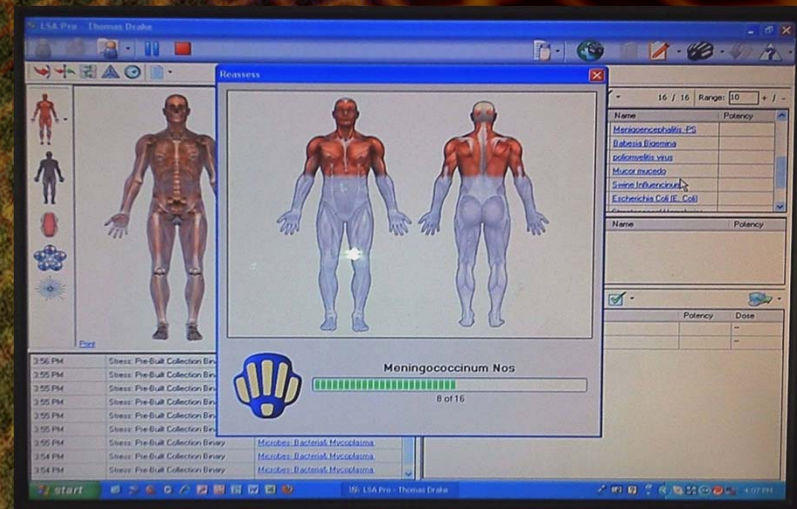 LSA Pro - Thomas Drake
Reassess
16 / 16 Range: 10 + / -
Name Potency
Meningoencephalitis PS
Babesia Bigemina
poliomyelitis virus
Mucor mucedo
Swine Influencinum
Escherichia Coli (E. Coli)
Name Potency
Potency Dose
Print
Meningococcinum Nos
8 of 16
3:56 PM Stress: Pre-Built Collection Bin
3:55 PM Stress: Pre-Built Collection Bin
3:55 PM Stress: Pre-Built Collection Bin
3:55 PM Stress: Pre-Built Collection Bin
3:55 PM Stress: Pre-Built Collection Bin
3:55 PM Stress: Pre-Built Collection Binary Microbes: Bacteria& Mycoplasma
3:54 PM Stress: Pre-Built Collection Binary Microbes: Bacteria& Mycoplasma
3:54 PM Stress: Pre-Built Collection Binary Microbes: Bacteria& Mycoplasma
start LSA Pro - Thomas Drake 4:07 PM